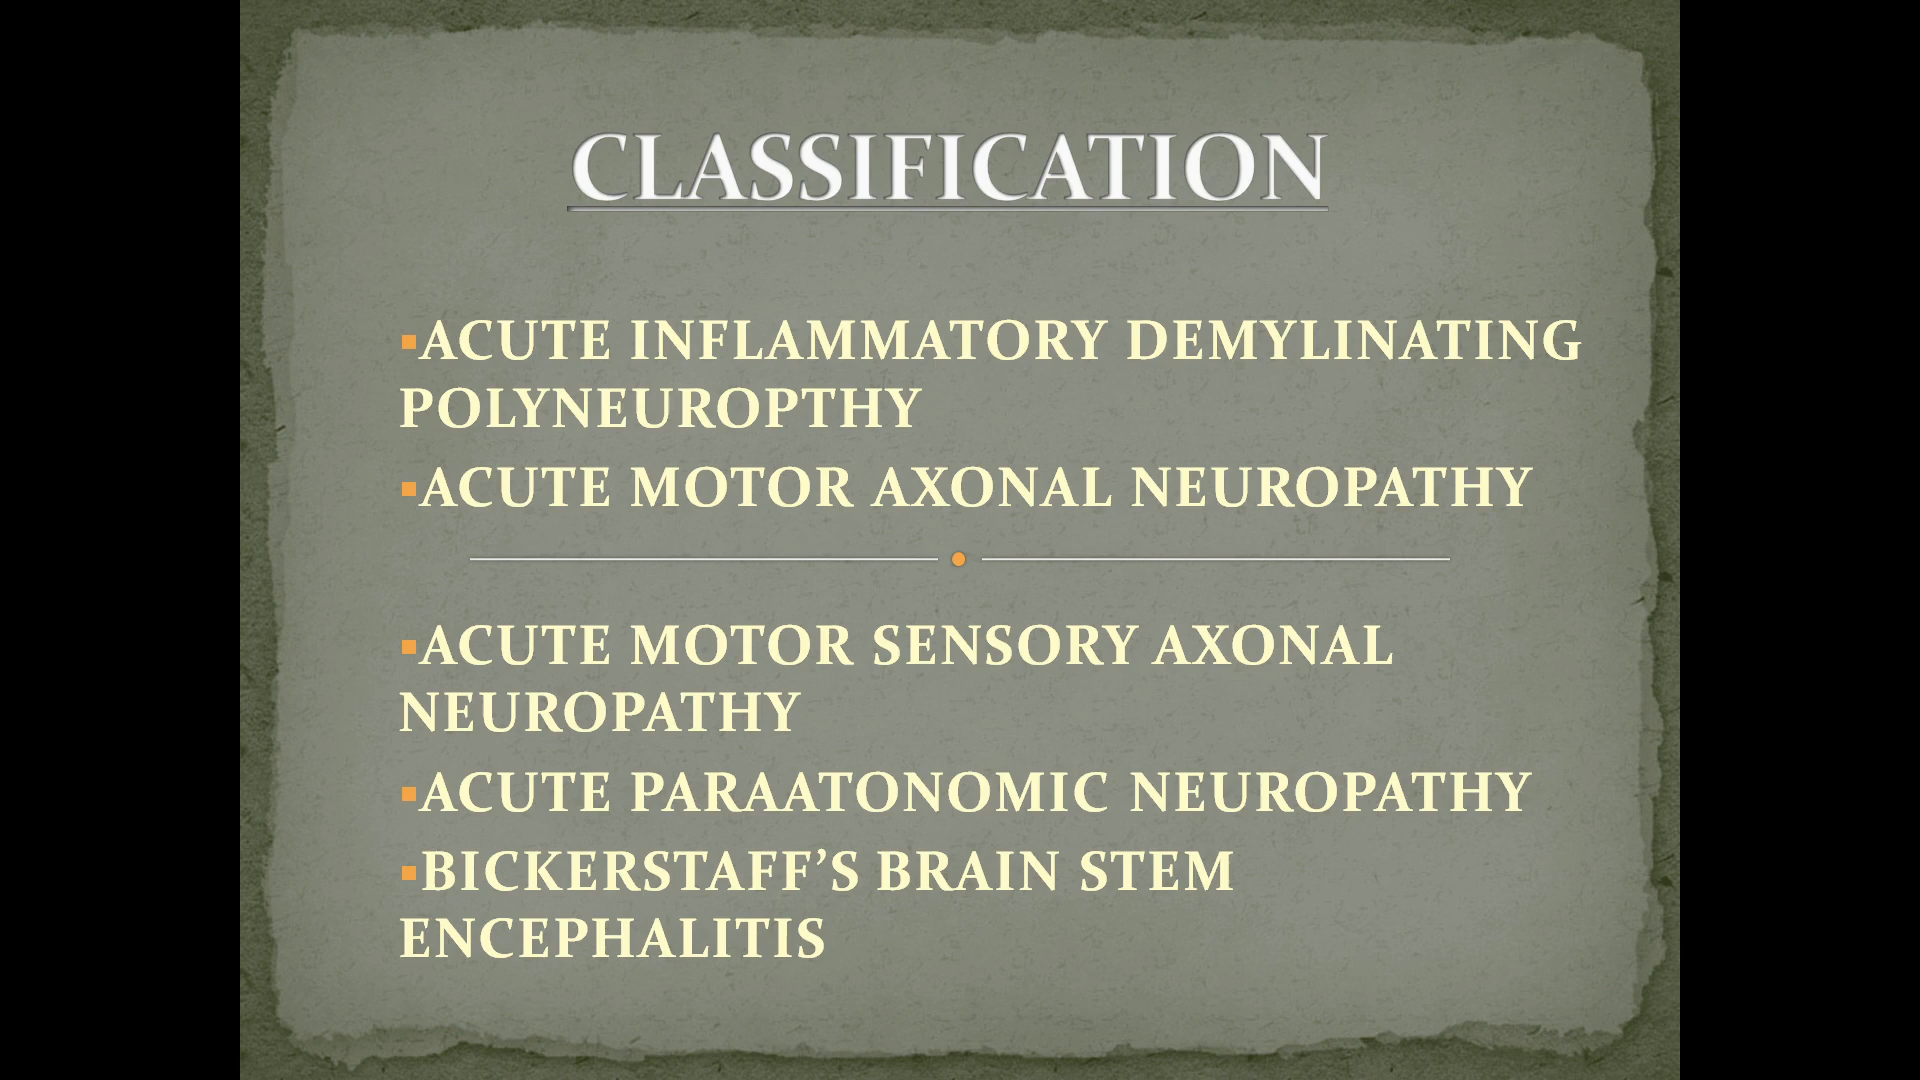 CLASSIFICATION
▪ACUTE INFLAMMATORY DEMYLINATING
POLYNEUROPTHY
▪ACUTE MOTOR AXONAL NEUROPATHY
▪ACUTE MOTOR SENSORY AXONAL
NEUROPATHY
▪ACUTE PARAATONOMIC NEUROPATHY
▪BICKERSTAFF’S BRAIN STEM
ENCEPHALITIS